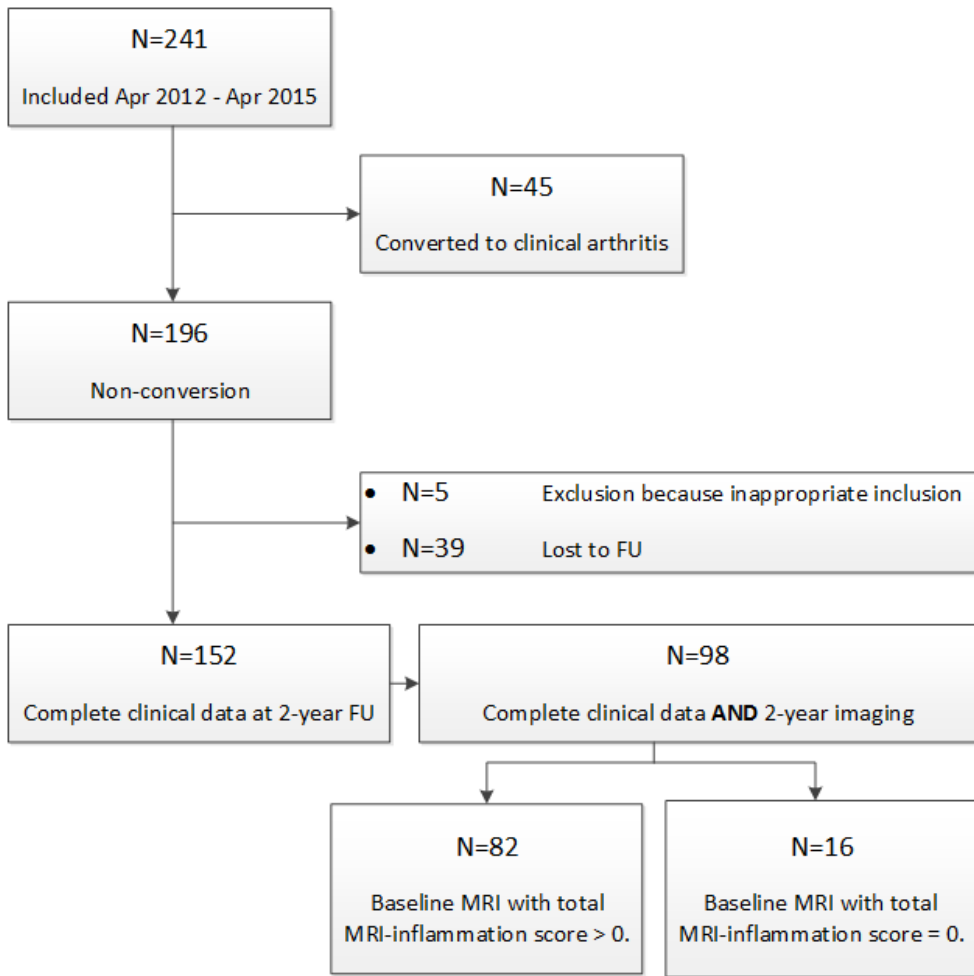 N=241
Included Apr 2012 - Apr 2015
N=45
Converted to clinical arthritis
N=196
Non-conversion
• N=5 Exclusion because inappropriate inclusion
• N=39 Lost to FU
N=152
Complete clinical data at 2-year FU
N=98
Complete clinical data AND 2-year imaging
N=82
Baseline MRI with total
MRI-inflammation score > 0.
N=16
Baseline MRI with total
MRI-inflammation score = 0.